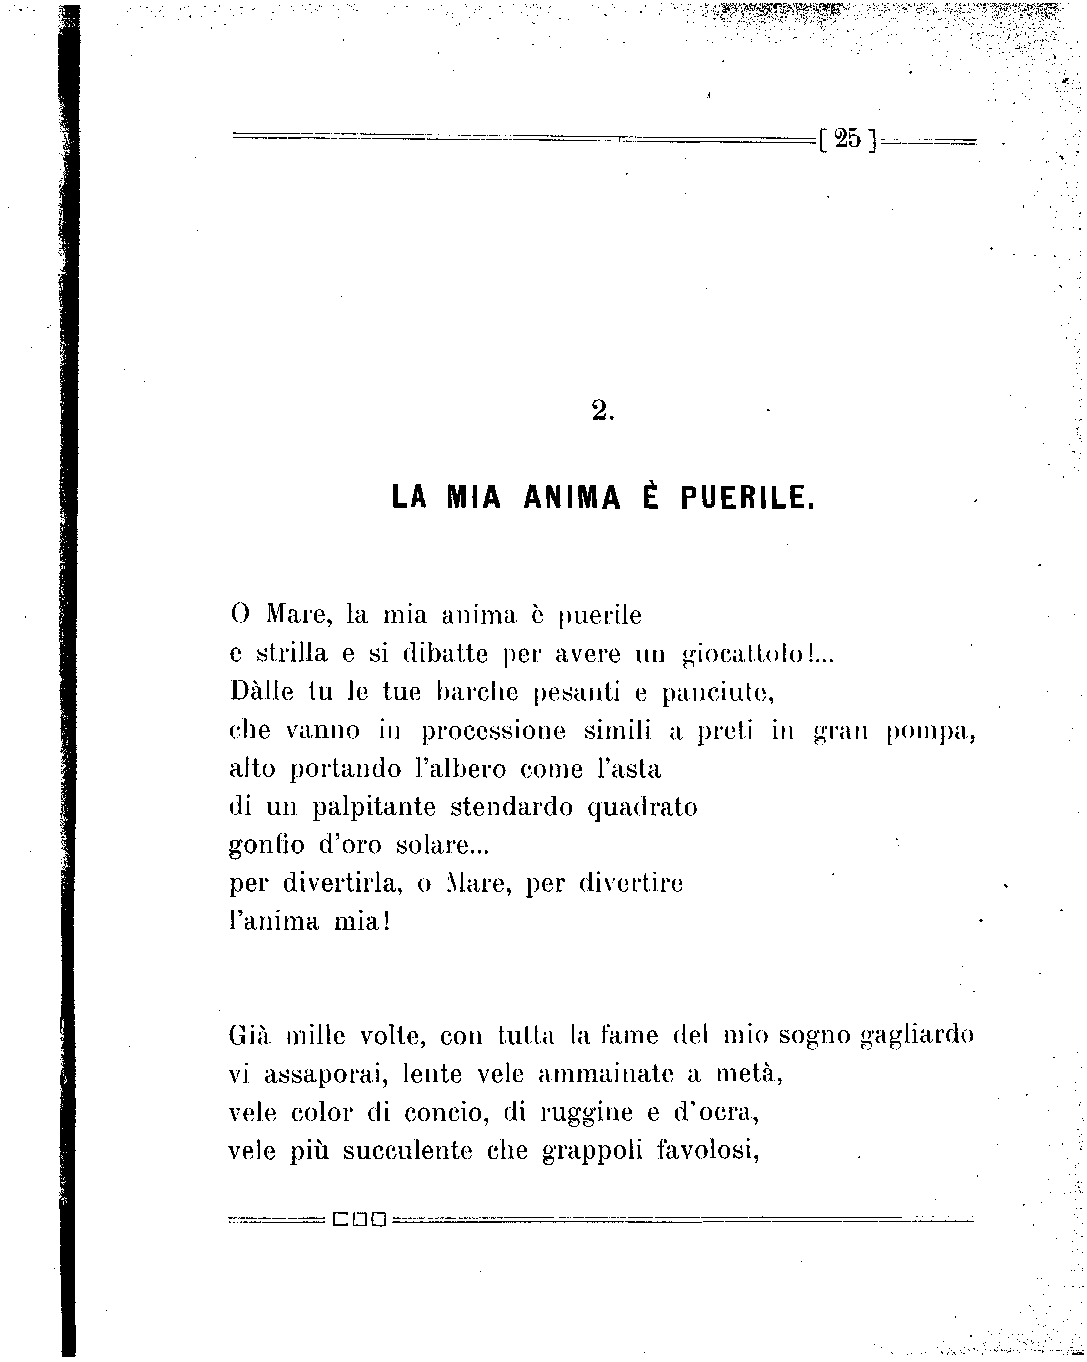 [ 25 ]
2.
LA MIA ANIMA È PUERILE.
O Mare, la mia anima è puerile
e strilla e si dibatte per avere un giocattolo!...
Dàlle tu le tue barche pesanti e panciute,
che vanno in processione simili a preti in gran pompa,
alto portando l'albero come l'asta
di un palpitante stendardo quadrato
gonfio d'oro solare...
per divertirla, o Mare, per divertire
l'anima mia!
Già mille volte, con tutta la fame del mio sogno gagliardo
vi assaporai, lente vele ammainate a metà,
vele color di concio, di ruggine e d'ocra,
vele più succulente che grappoli favolosi,